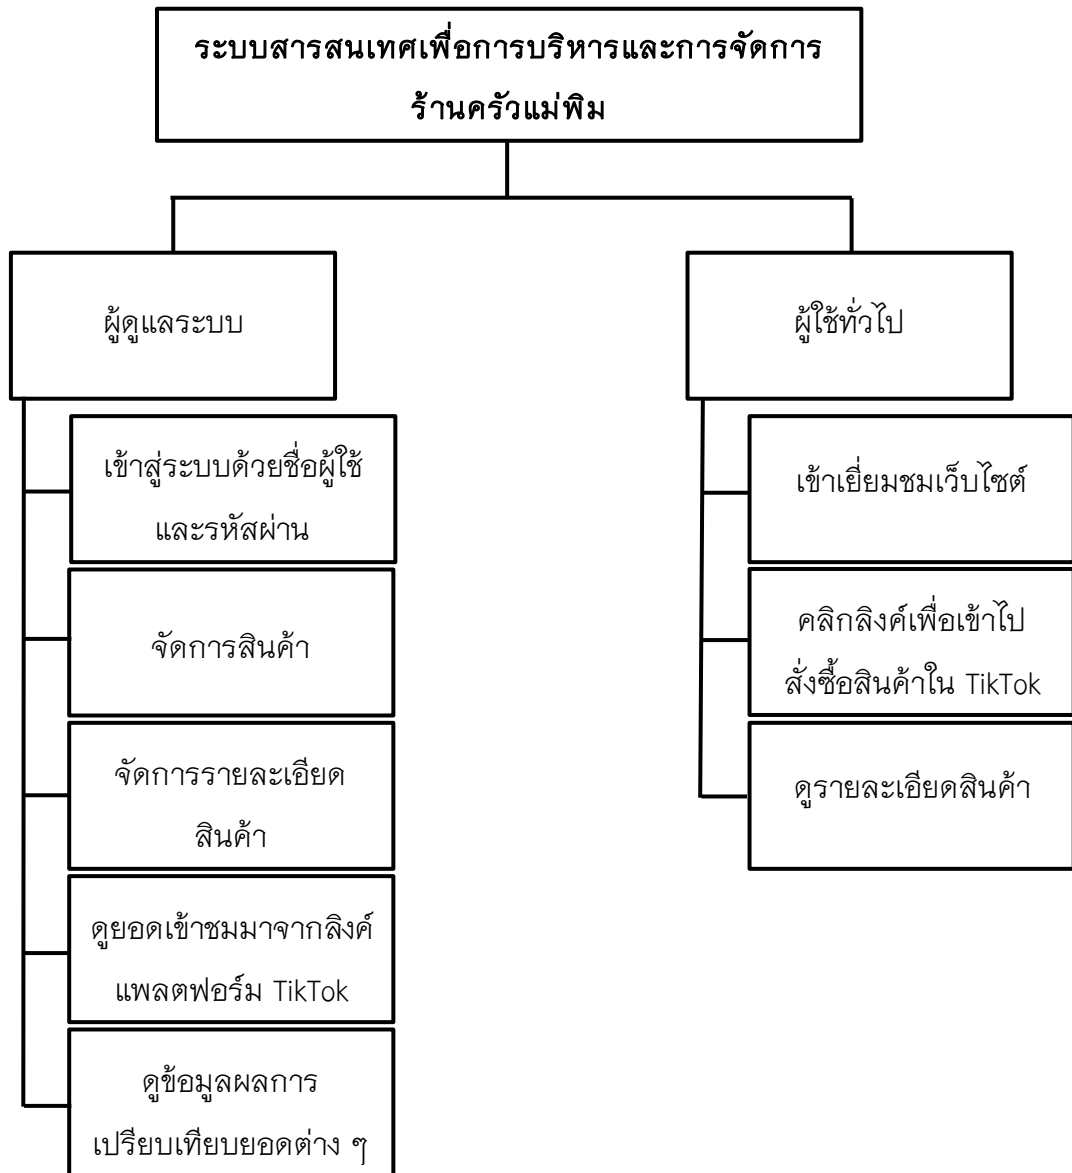 ระบบสารสนเทศเพื่อการบริหารและการจัดการ
ร้านครัวแม่พิม
ผู้ดูแลระบบ
เข้าสู่ระบบด้วยชื่อผู้ใช้
และรหัสผ่าน
จัดการสินค้า
จัดการรายละเอียด
สินค้า
ดูยอดเข้าชมมาจากลิงค์
แพลตฟอร์ม TikTok
ดูข้อมูลผลการ
เปรียบเทียบยอดต่าง ๆ
ผู้ใช้ทั่วไป
เข้าเยี่ยมชมเว็บไซต์
คลิกลิงค์เพื่อเข้าไป
สั่งซื้อสินค้าใน TikTok
ดูรายละเอียดสินค้า